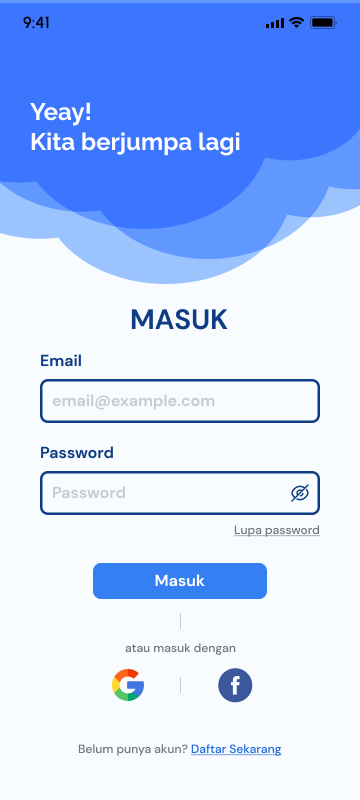 9:41
Yeay!
Kita berjumpa lagi
MASUK
Email
email@example.com
Password
Password
Lupa password
Masuk
atau masuk dengan
Belum punya akun? Daftar Sekarang